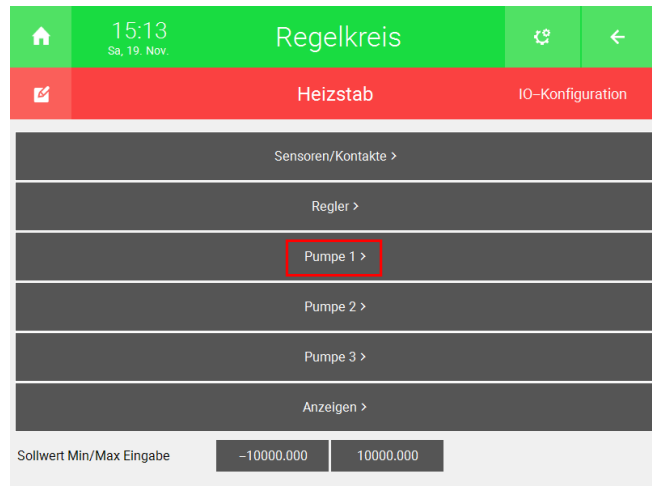 15:13
Sa, 19. Nov.
Regelkreis
Heizstab
IO-Konfiguration
Sensoren/Kontakte >
Regler >
Pumpe 1 >
Pumpe 2 >
Pumpe 3 >
Anzeigen >
Sollwert Min/Max Eingabe -10000.000 10000.000